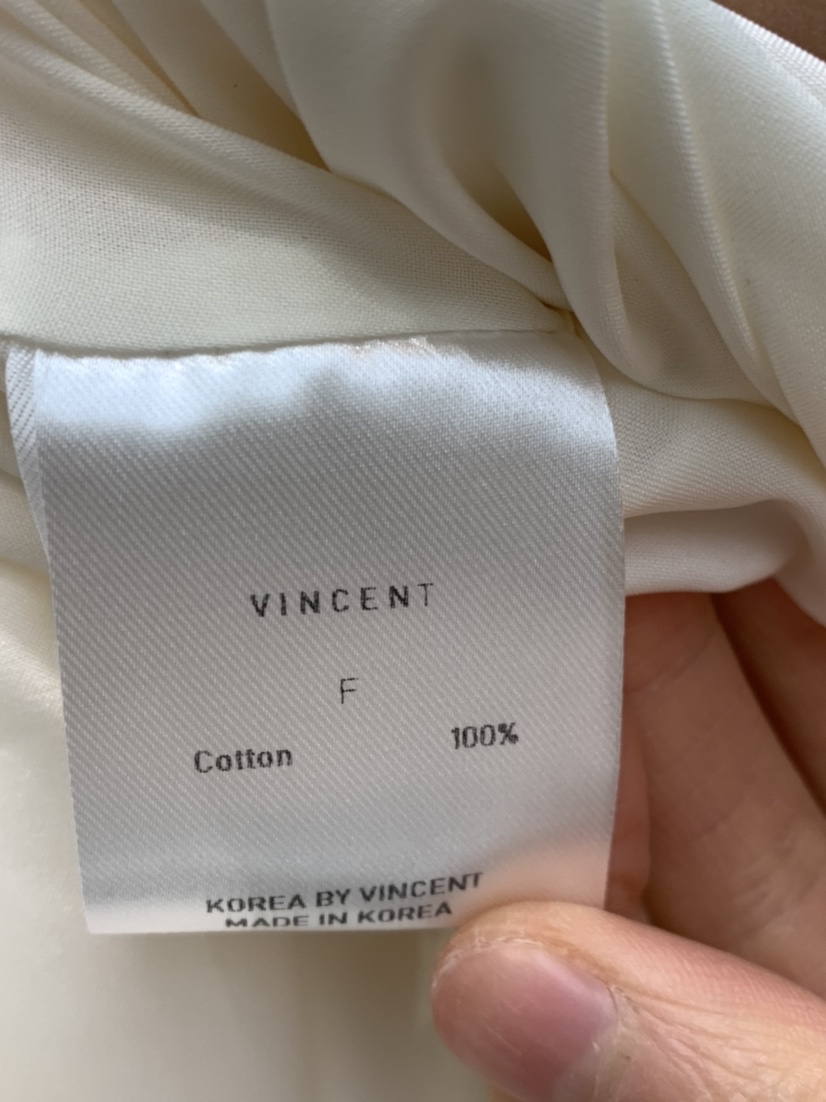 VINCENT
F
Cotton 100%
KOREA BY VINCENT
MADE IN KOREA